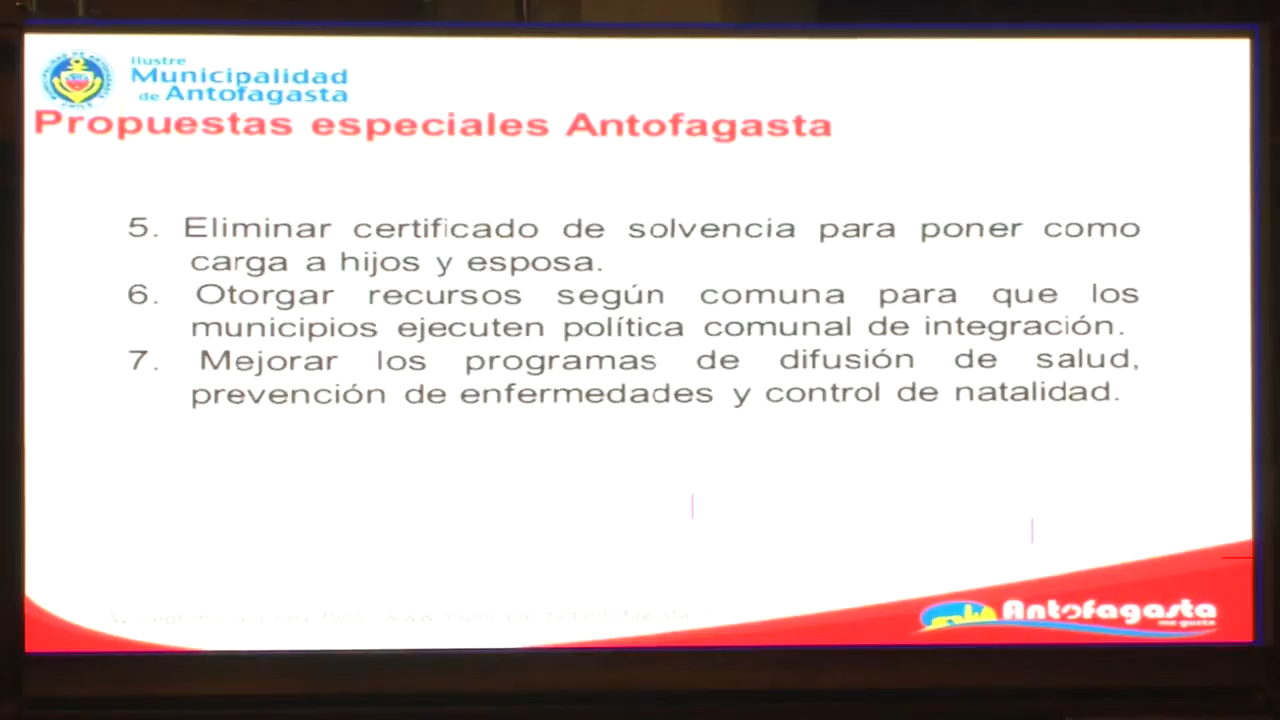 Ilustre
Municipalidad
de Antofagasta
Propuestas especiales Antofagasta
5. Eliminar certificado de solvencia para poner como
carga a hijos y esposa.
6. Otorgar recursos según comuna para que los
municipios ejecuten política comunal de integración.
7. Mejorar los programas de difusión de salud,
prevención de enfermedades y control de natalidad.
Antofagasta
me gusta